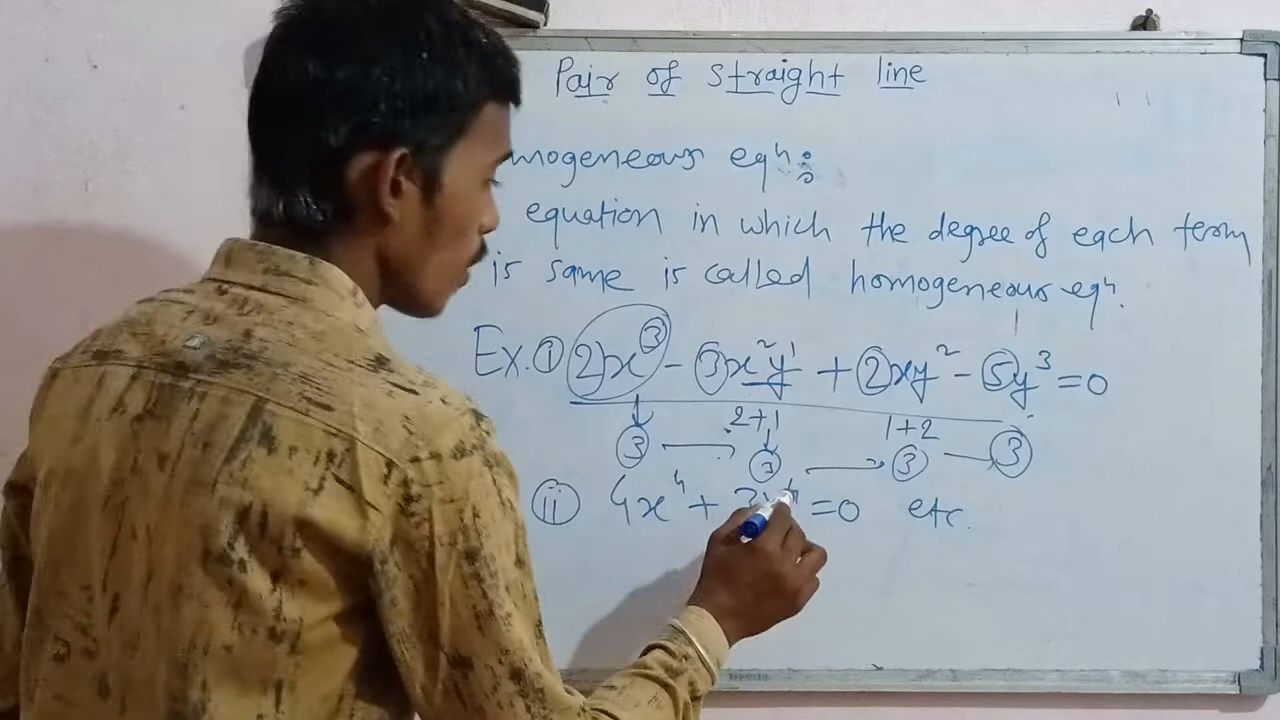 Pair of straight line
mogeneous eqⁿ:
equation in which the degree of each term
is same is called homogeneous eqⁿ.
Ex. ① 2x³ - 3x²y¹ + 2xy² - 5y³ = 0
2+1 1+2
③ ③ ③ ③
ⓘⓘ 4x⁴ + = 0 etc.